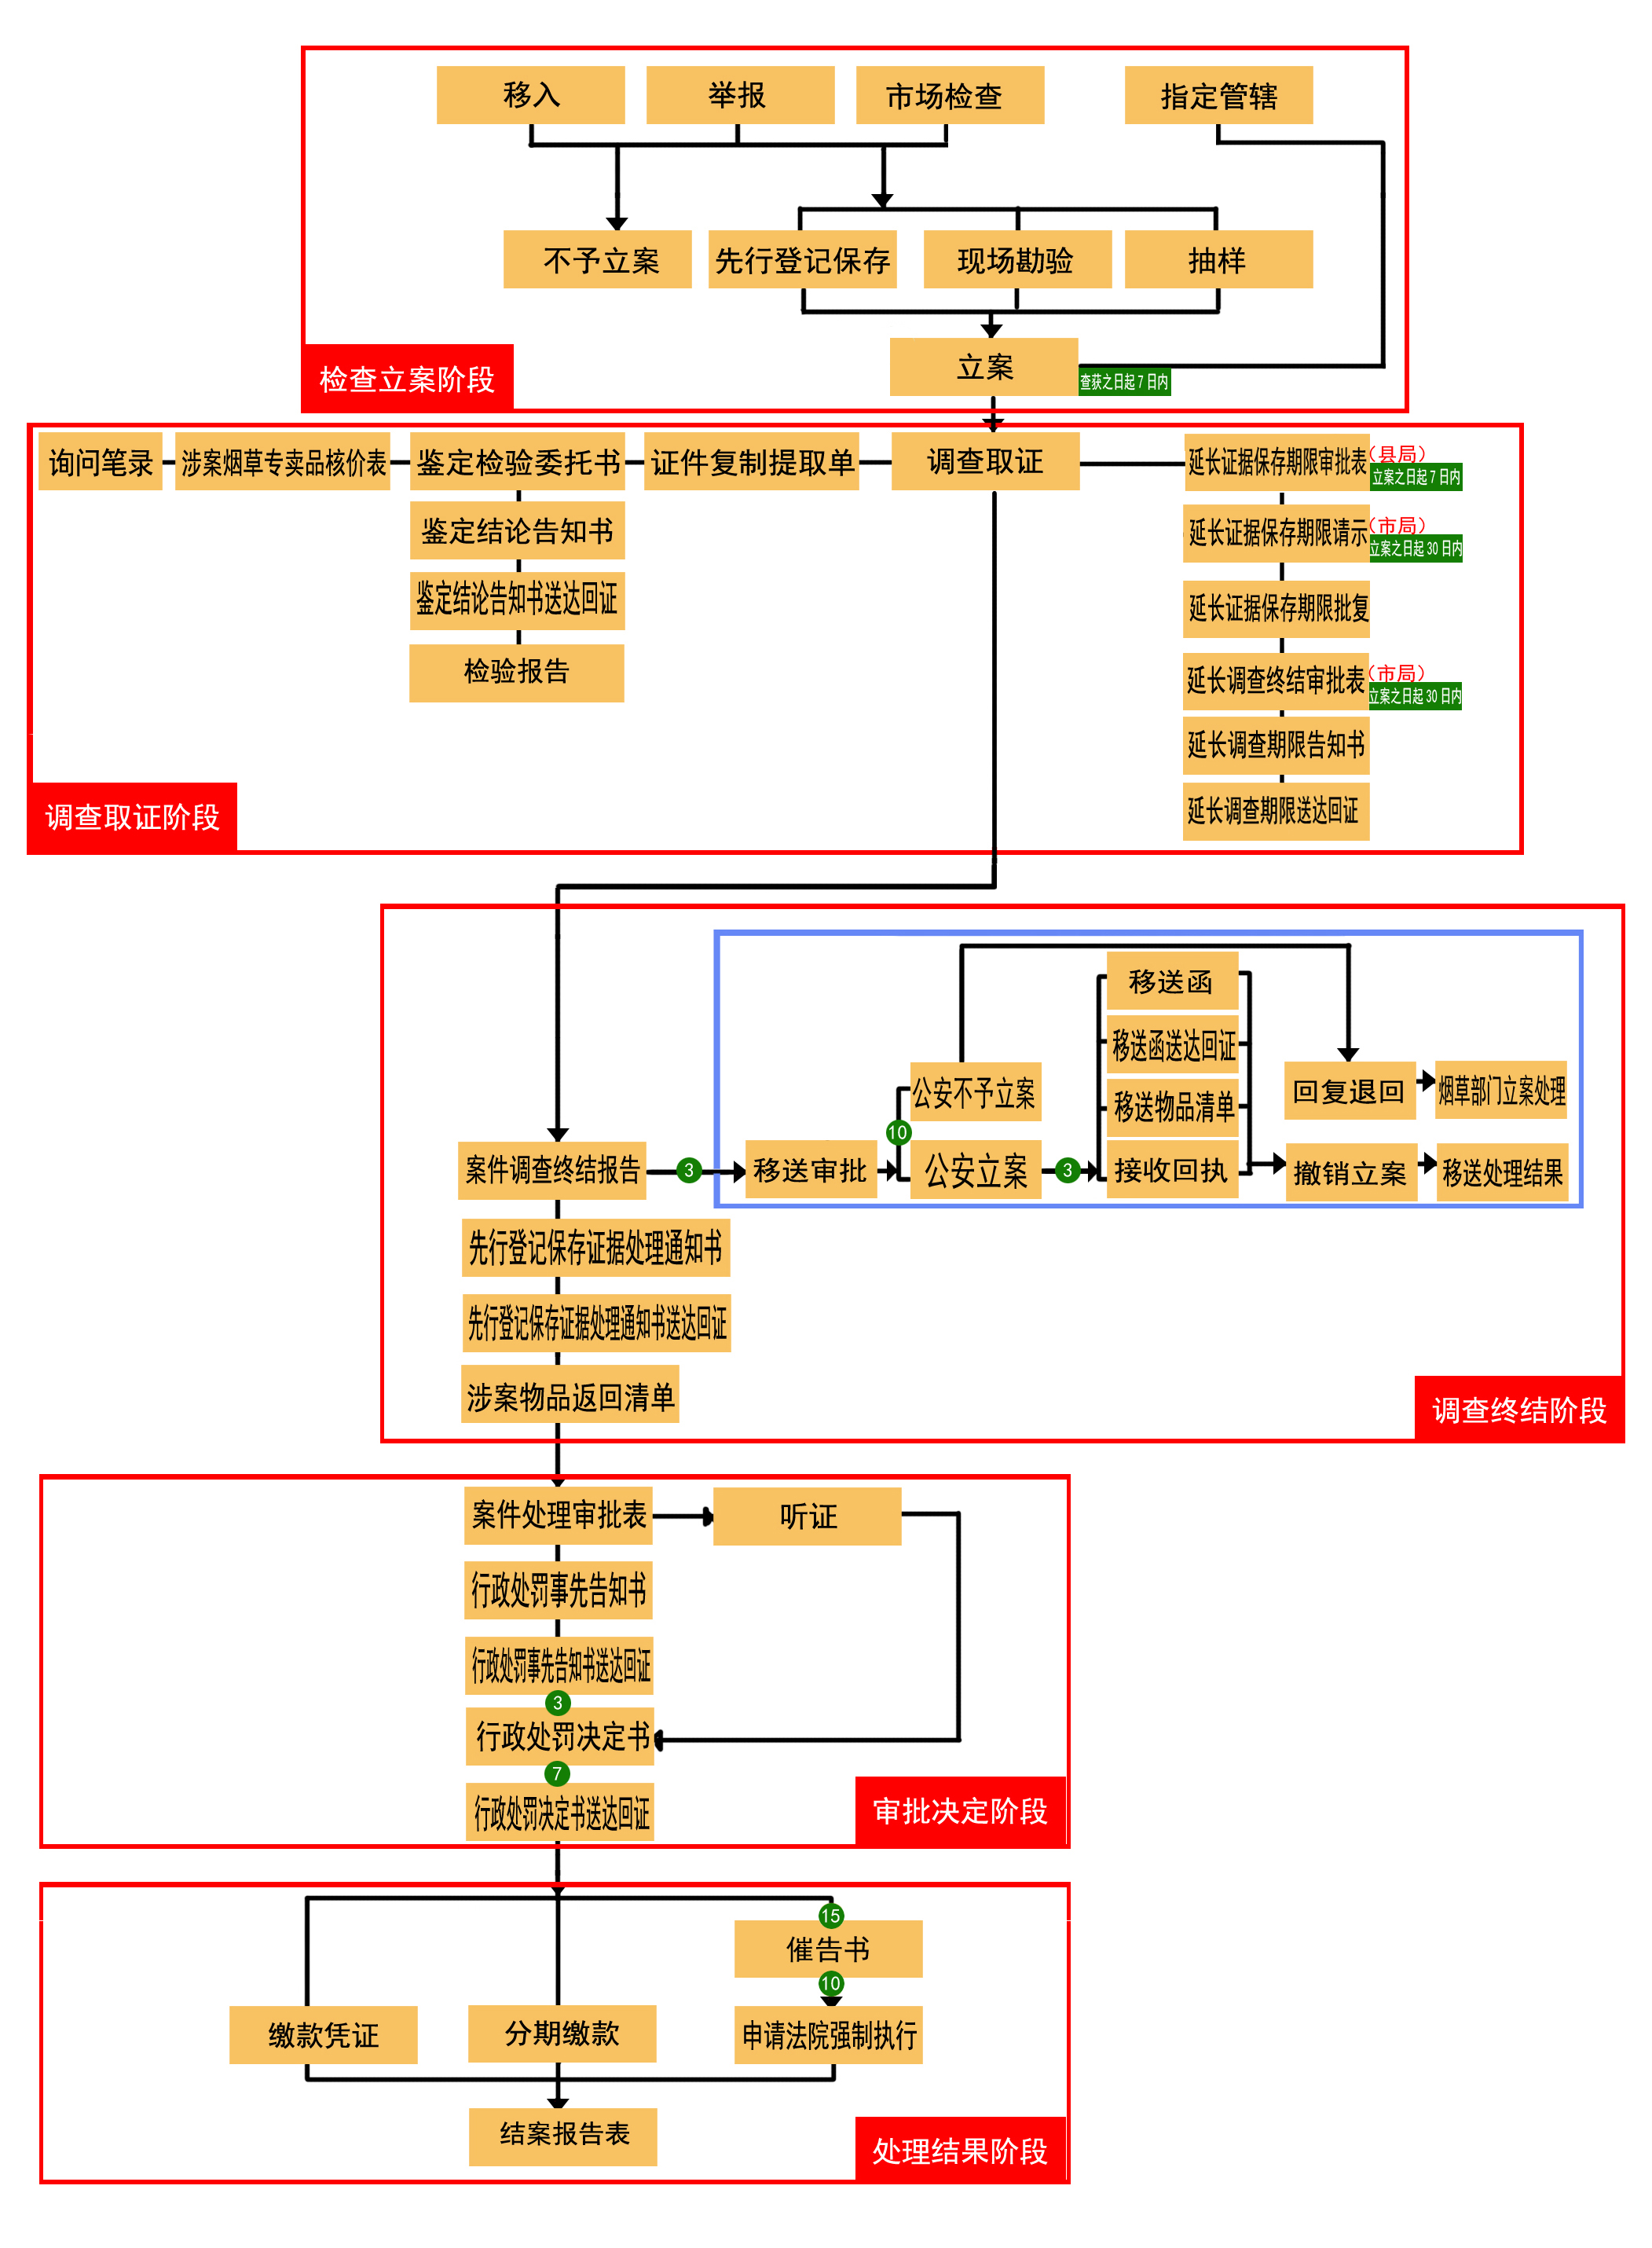 移入
举报
市场检查
指定管辖
不予立案
先行登记保存
现场勘验
抽样
立案
查获之日起 7 日内
检查立案阶段
询问笔录
涉案烟草专卖品核价表
鉴定检验委托书
证件复制提取单
调查取证
延长证据保存期限审批表
(县局)
立案之日起 7 日内
鉴定结论告知书
延长证据保存期限请示
(市局)
立案之日起 30 日内
鉴定结论告知书送达回证
延长证据保存期限批复
检验报告
延长调查终结审批表
(市局)
立案之日起 30 日内
延长调查期限告知书
延长调查期限送达回证
调查取证阶段
移送函
移送函送达回证
公安不予立案
移送物品清单
回复退回
烟草部门立案处理
10
案件调查终结报告
3
移送审批
公安立案
3
接收回执
撤销立案
移送处理结果
先行登记保存证据处理通知书
先行登记保存证据处理通知书送达回证
涉案物品返回清单
调查终结阶段
案件处理审批表
听证
行政处罚事先告知书
行政处罚事先告知书送达回证
3
行政处罚决定书
7
行政处罚决定书送达回证
审批决定阶段
15
催告书
10
缴款凭证
分期缴款
申请法院强制执行
结案报告表
处理结果阶段